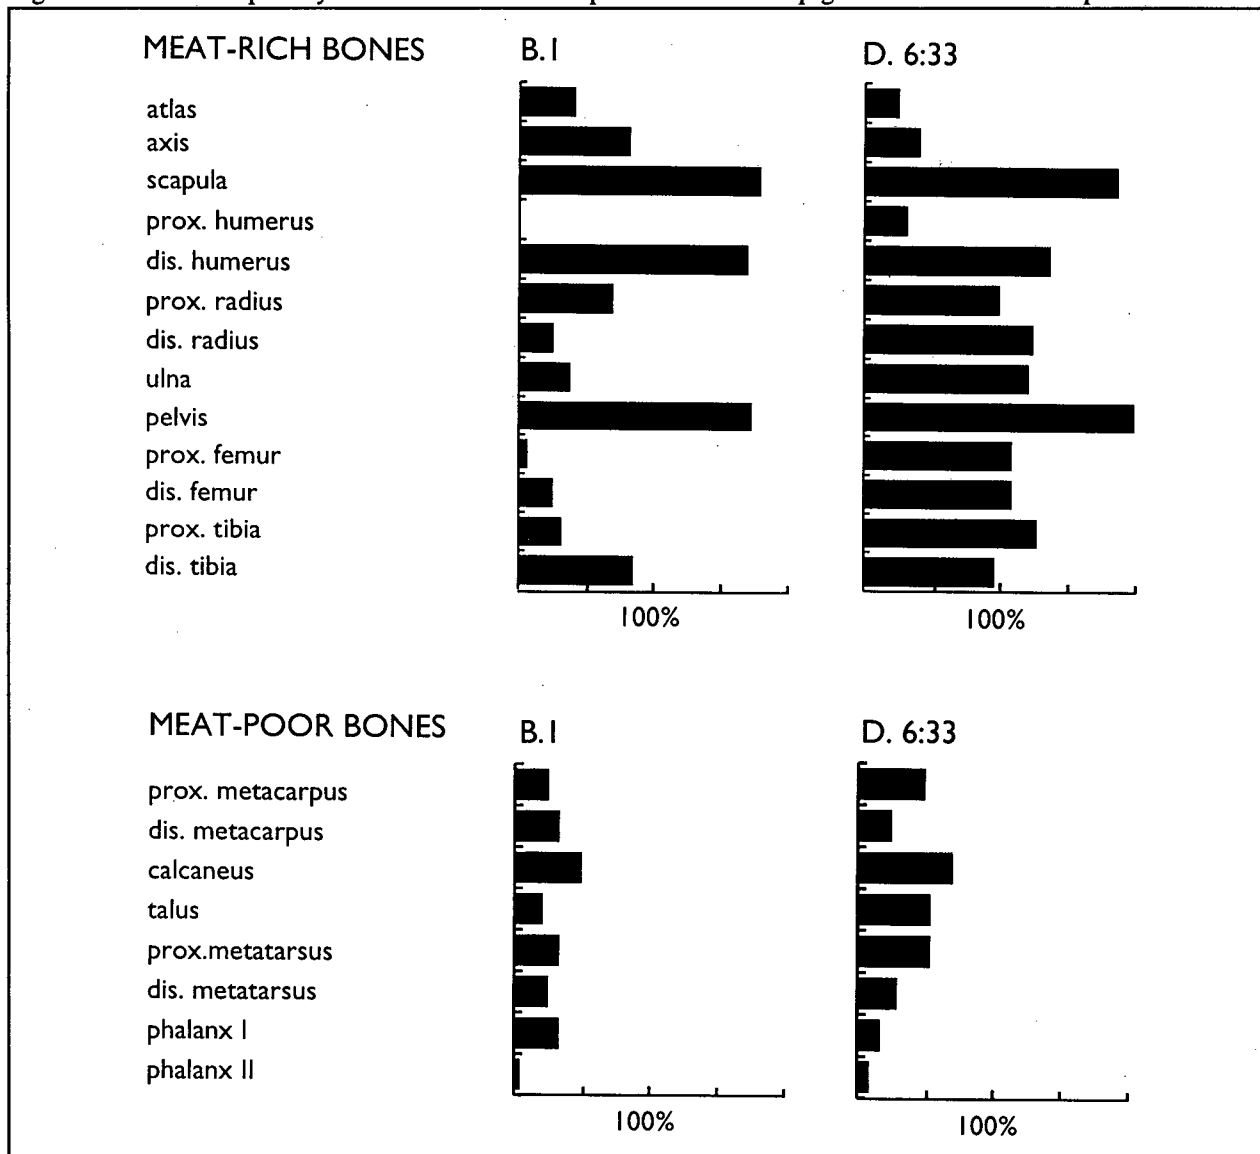 MEAT-RICH BONES B.1 D. 6:33
atlas
axis
scapula
prox. humerus
dis. humerus
prox. radius
dis. radius
ulna
pelvis
prox. femur
dis. femur
prox. tibia
dis. tibia
100% 100%
MEAT-POOR BONES B.1 D. 6:33
prox. metacarpus
dis. metacarpus
calcaneus
talus
prox.metatarsus
dis. metatarsus
phalanx I
phalanx II
100% 100%